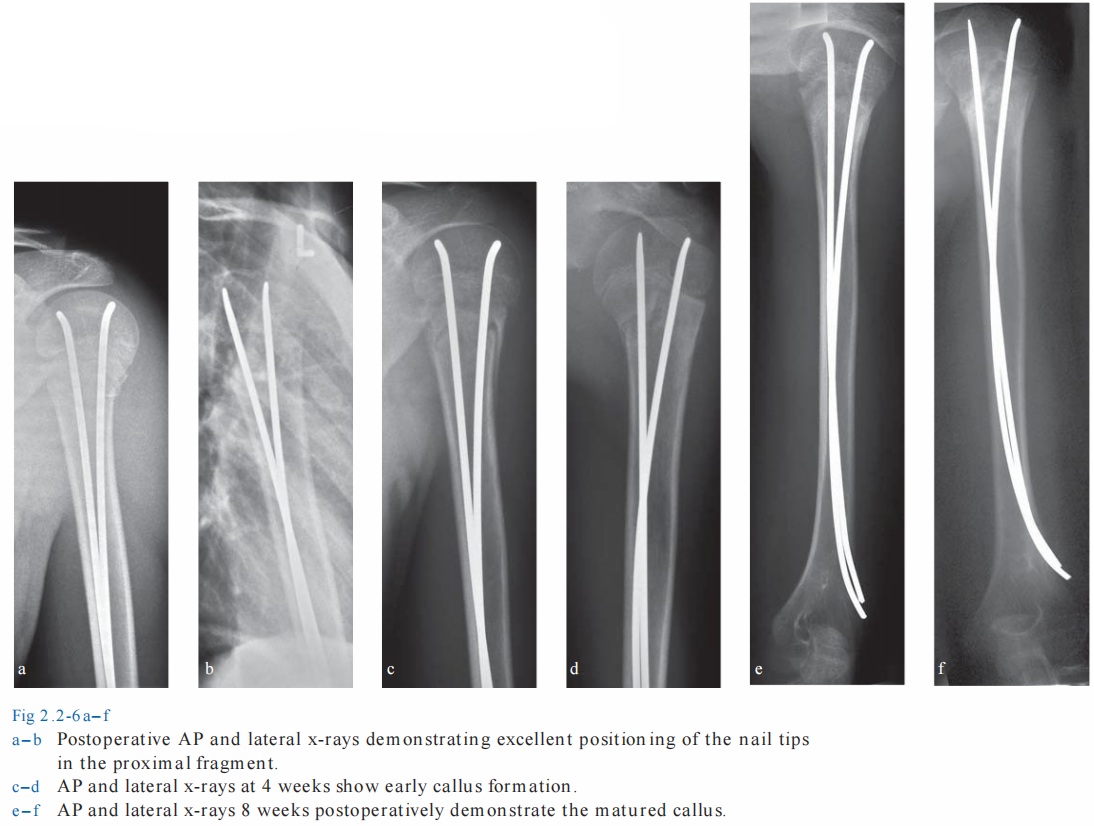 L
a
b
c
d
e
f
Fig 2.2-6a–f
a–b Postoperative AP and lateral x-rays demonstrating excellent positioning of the nail tips
in the proximal fragment.
c–d AP and lateral x-rays at 4 weeks show early callus formation.
e–f AP and lateral x-rays 8 weeks postoperatively demonstrate the matured callus.